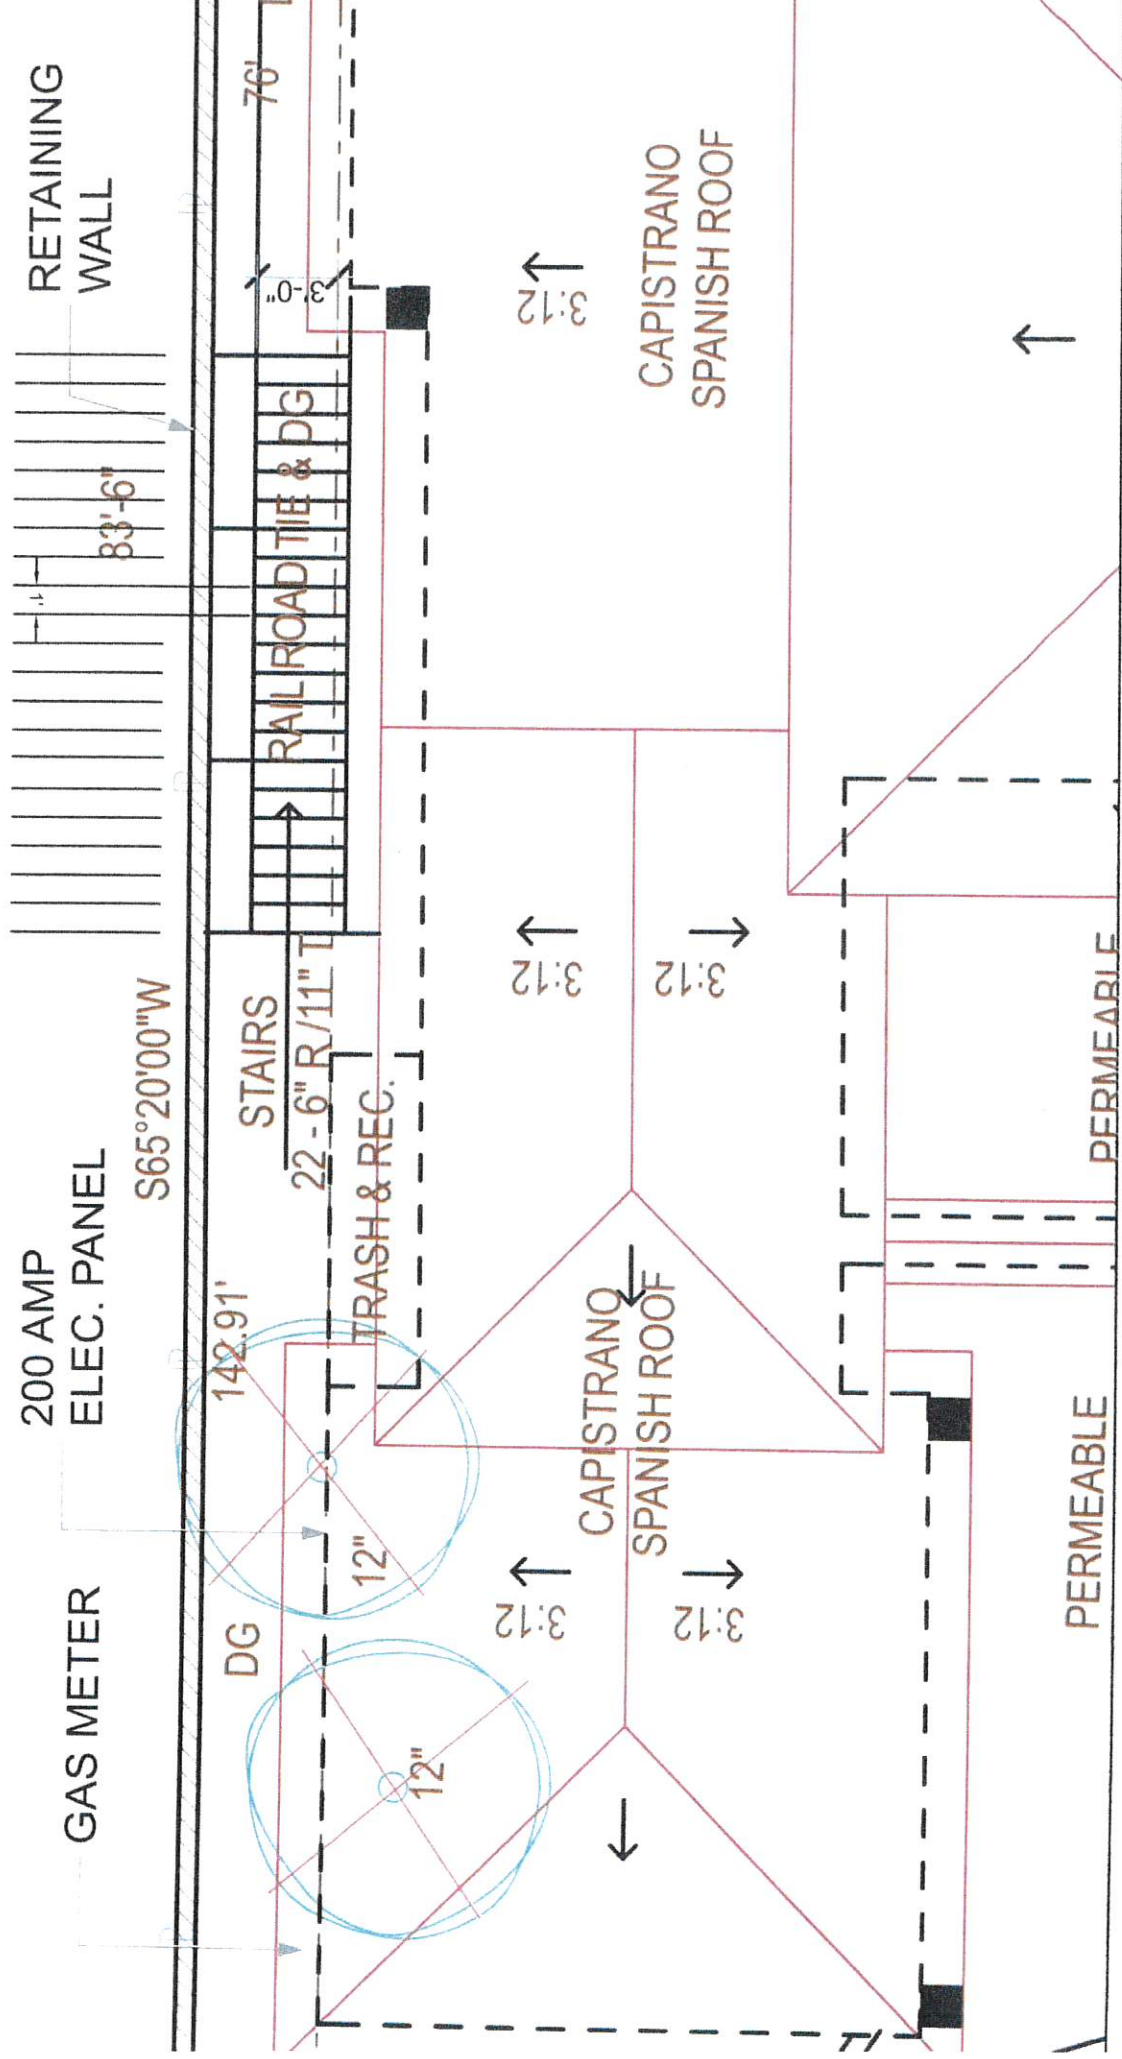 RETAINING
WALL
76'
3'-0"
83'-6"
1'
RAILROAD TIE & DG
3:12
CAPISTRANO
SPANISH ROOF
S65°20'00"W
STAIRS
22 - 6" R /11" T
TRASH & REC.
3:12
3:12
PERMEABLE
200 AMP
ELEC. PANEL
142.91'
12"
CAPISTRANO
SPANISH ROOF
3:12
3:12
PERMEABLE
GAS METER
DG
12"